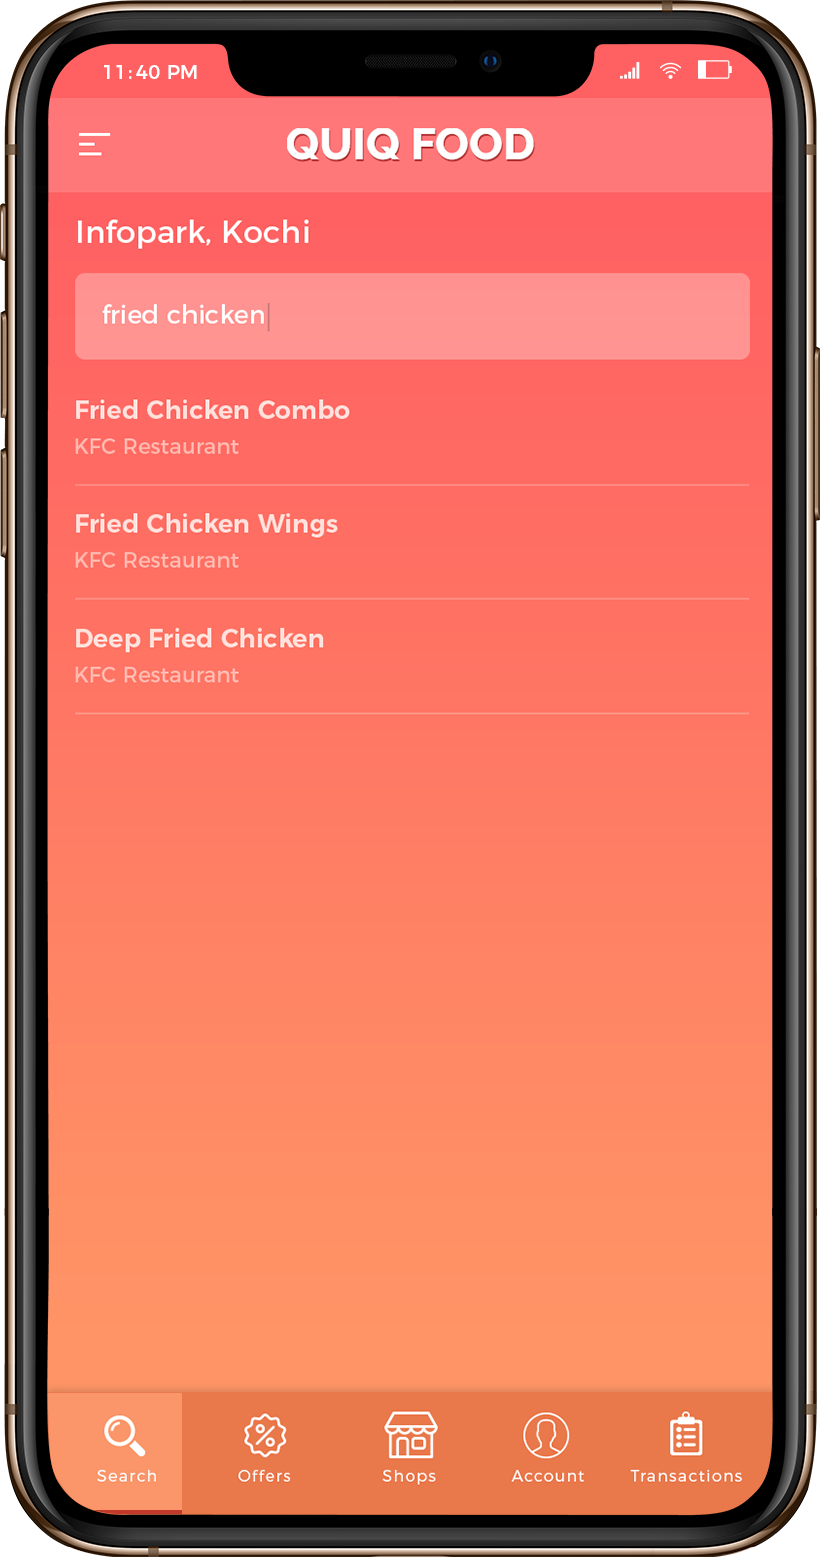 11:40 PM
QUIQ FOOD
Infopark, Kochi
fried chicken
Fried Chicken Combo
KFC Restaurant
Fried Chicken Wings
KFC Restaurant
Deep Fried Chicken
KFC Restaurant
Search Offers Shops Account Transactions